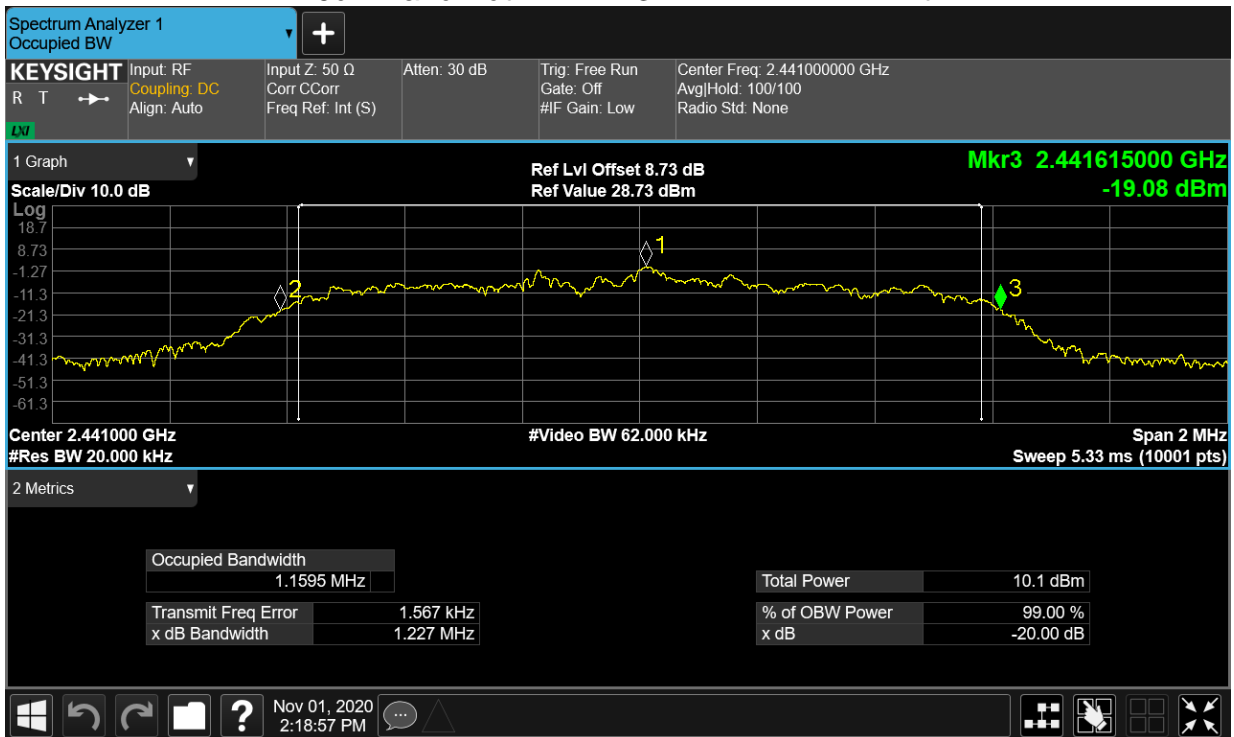 Spectrum Analyzer 1
Occupied BW
KEYSIGHT
R T
LXI
Input: RF
Coupling: DC
Align: Auto
Input Z: 50 Ω
Corr CCorr
Freq Ref: Int (S)
Atten: 30 dB
Trig: Free Run
Gate: Off
#IF Gain: Low
Center Freq: 2.441000000 GHz
Avg|Hold: 100/100
Radio Std: None
1 Graph
Scale/Div 10.0 dB
Ref Lvl Offset 8.73 dB
Ref Value 28.73 dBm
Mkr3 2.441615000 GHz
-19.08 dBm
Log
18.7
8.73
-1.27
-11.3
-21.3
-31.3
-41.3
-51.3
-61.3
1
2
3
Center 2.441000 GHz
#Video BW 62.000 kHz
Span 2 MHz
#Res BW 20.000 kHz
Sweep 5.33 ms (10001 pts)
2 Metrics
Occupied Bandwidth
1.1595 MHz
Total Power 10.1 dBm
Transmit Freq Error 1.567 kHz
% of OBW Power 99.00 %
x dB Bandwidth 1.227 MHz
x dB -20.00 dB
?
Nov 01, 2020
2:18:57 PM